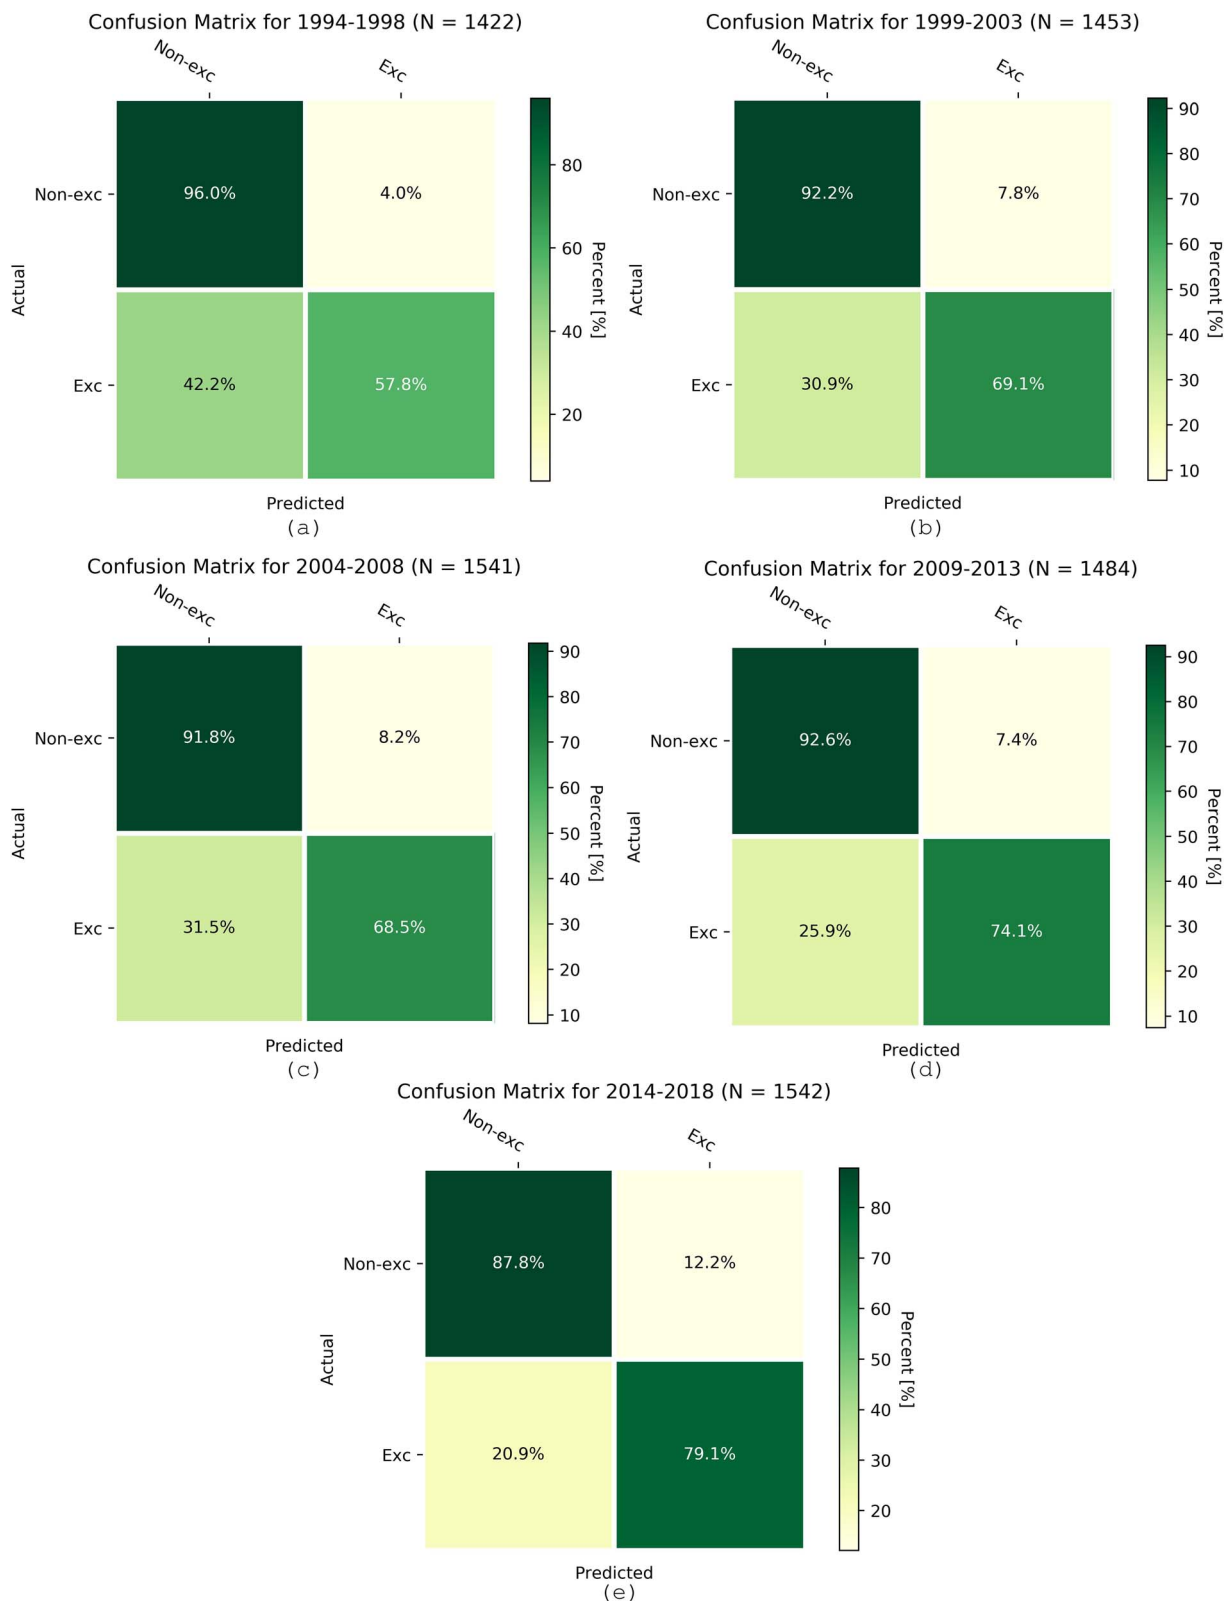 Confusion Matrix for 1994-1998 (N = 1422)
Non-exc
Exc
Non-exc
96.0%
4.0%
Exc
42.2%
57.8%
Actual
Predicted
80
60
40
20
Percent [%]
(a)
Confusion Matrix for 1999-2003 (N = 1453)
Non-exc
Exc
Non-exc
92.2%
7.8%
Exc
30.9%
69.1%
Actual
Predicted
90
80
70
60
50
40
30
20
10
Percent [%]
(b)
Confusion Matrix for 2004-2008 (N = 1541)
Non-exc
Exc
Non-exc
91.8%
8.2%
Exc
31.5%
68.5%
Actual
Predicted
90
80
70
60
50
40
30
20
10
Percent [%]
(c)
Confusion Matrix for 2009-2013 (N = 1484)
Non-exc
Exc
Non-exc
92.6%
7.4%
Exc
25.9%
74.1%
Actual
Predicted
90
80
70
60
50
40
30
20
10
Percent [%]
(d)
Confusion Matrix for 2014-2018 (N = 1542)
Non-exc
Exc
Non-exc
87.8%
12.2%
Exc
20.9%
79.1%
Actual
Predicted
80
70
60
50
40
30
20
Percent [%]
(e)